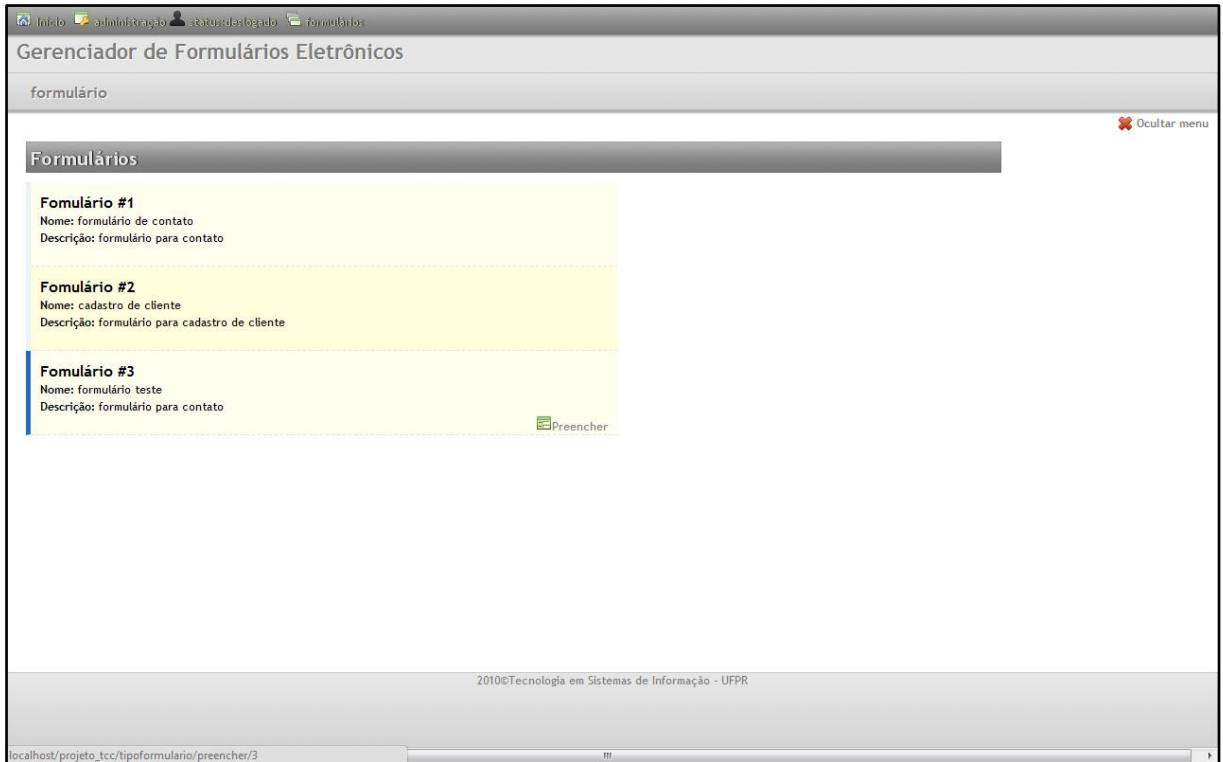 Início administração status:deslogado formulários
Gerenciador de Formulários Eletrônicos
formulário
Ocultar menu
Formulários
Fomulário #1
Nome: formulário de contato
Descrição: formulário para contato
Fomulário #2
Nome: cadastro de cliente
Descrição: formulário para cadastro de cliente
Fomulário #3
Nome: formulário teste
Descrição: formulário para contato
Preencher
2010©Tecnologia em Sistemas de Informação - UFPR
localhost/projeto_tcc/tipoformulario/preencher/3